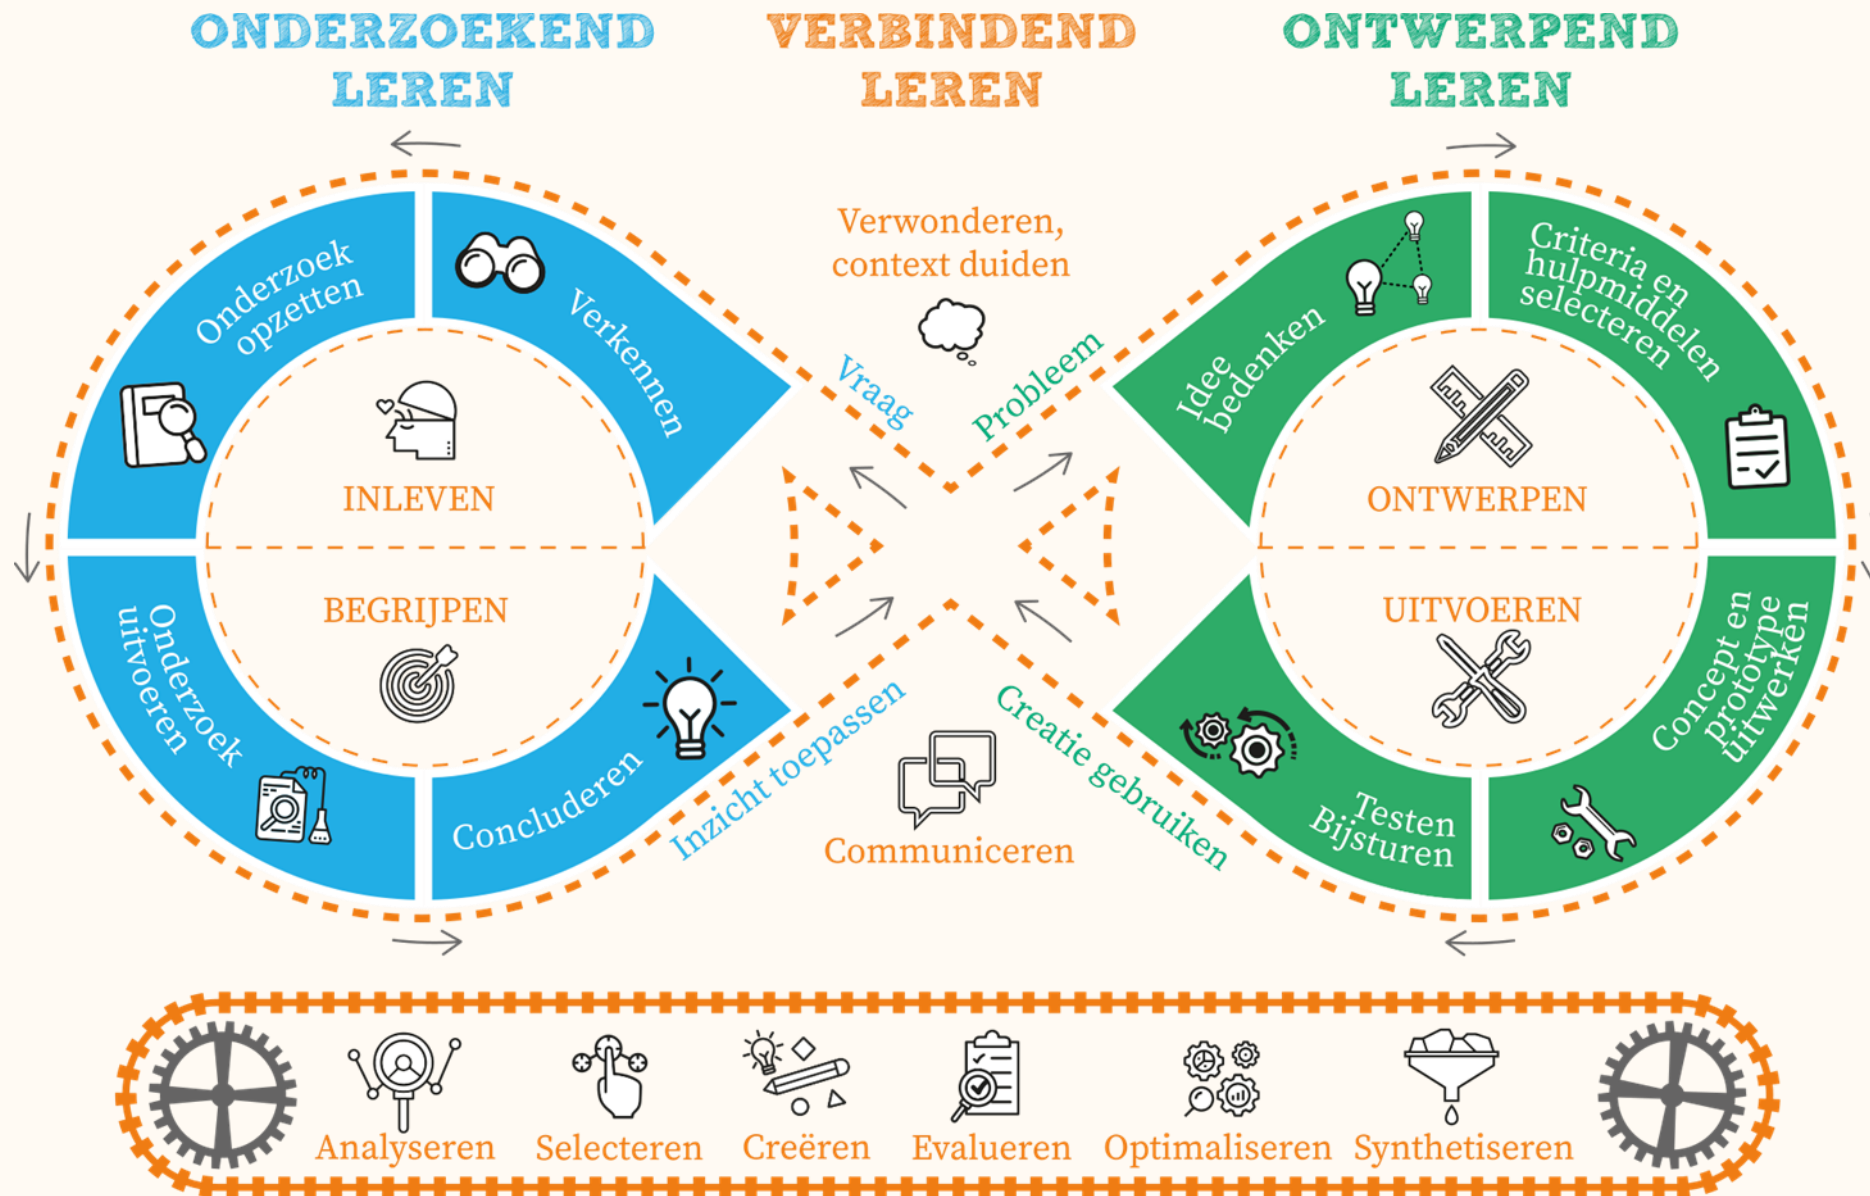 ONDERZOEKEND
LEREN
VERBINDEND
LEREN
ONTWERPEND
LEREN
Verwonderen,
context duiden
Onderzoek
opzetten
Verkennen
Vraag
Probleem
Idee
bedenken
Criteria en
hulpmiddelen
selecteren
INLEVEN
BEGRIJPEN
ONTWERPEN
UITVOEREN
Onderzoek
uitvoeren
Concluderen
Inzicht toepassen
Creatie gebruiken
Communiceren
Testen
Bijsturen
Concept en
prototype
uitwerken
Analyseren
Selecteren
Creëren
Evalueren
Optimaliseren
Synthetiseren